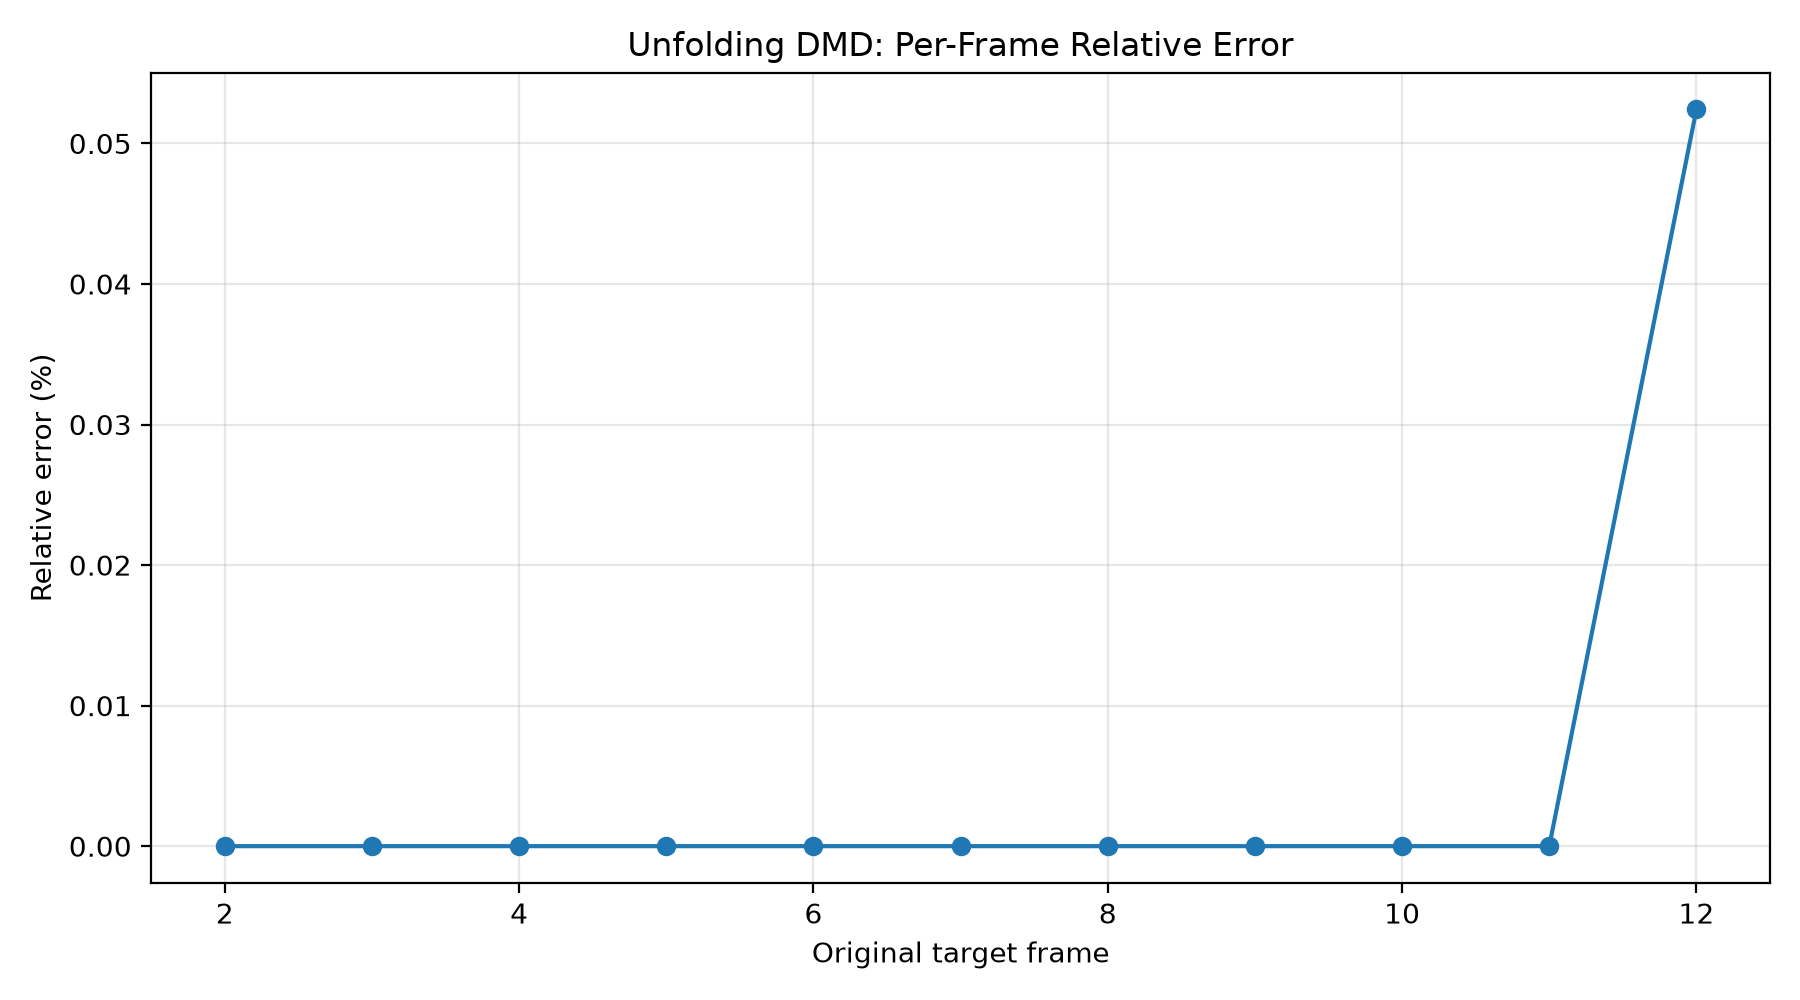 Unfolding DMD: Per-Frame Relative Error
Relative error (%)
0.05
0.04
0.03
0.02
0.01
0.00
2 4 6 8 10 12
Original target frame